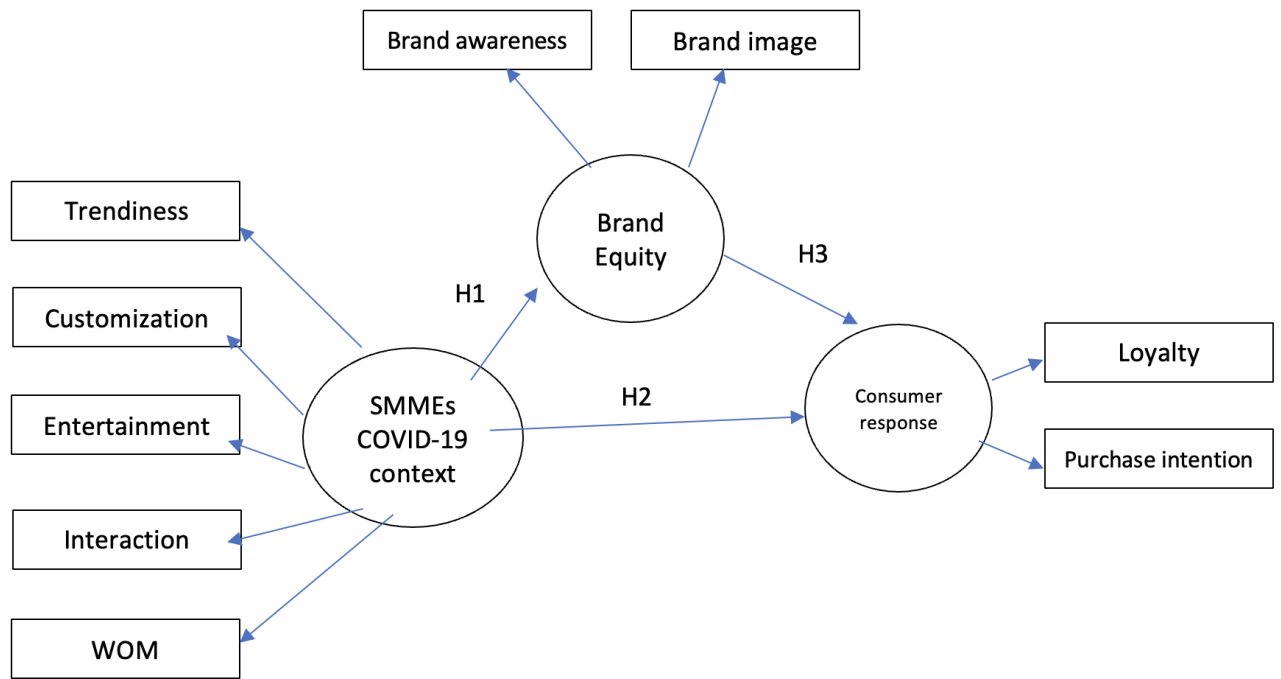 Brand awareness
Brand image
Trendiness
Brand
Equity
H3
H1
Customization
Loyalty
SMMEs
COVID-19
context
H2
Consumer
response
Entertainment
Purchase intention
Interaction
WOM